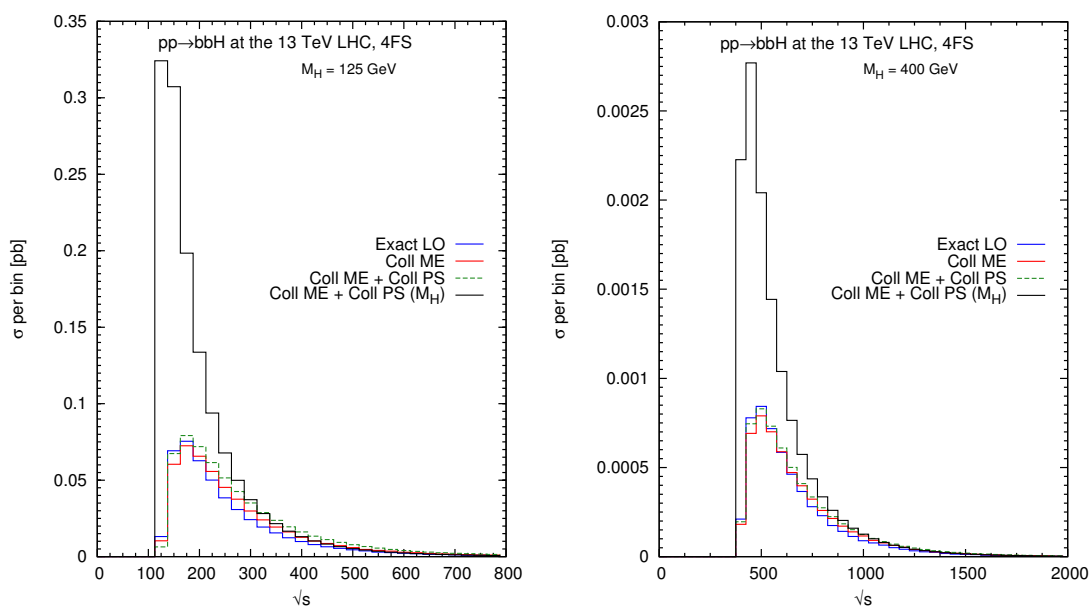 pp→bbH at the 13 TeV LHC, 4FS
M_H = 125 GeV
σ per bin [pb]
0.35
0.3
0.25
0.2
0.15
0.1
0.05
0
Exact LO
Coll ME
Coll ME + Coll PS
Coll ME + Coll PS (M_H)
0 100 200 300 400 500 600 700 800
√s
pp→bbH at the 13 TeV LHC, 4FS
M_H = 400 GeV
σ per bin [pb]
0.003
0.0025
0.002
0.0015
0.001
0.0005
0
Exact LO
Coll ME
Coll ME + Coll PS
Coll ME + Coll PS (M_H)
0 500 1000 1500 2000
√s